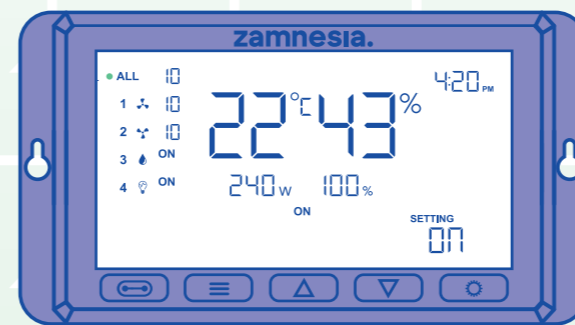 zamnesia.
ALL 10
4:20 PM
1 10
22°C 43%
2 10
3 ON
4 ON
240W 100%
ON
SETTING
ON